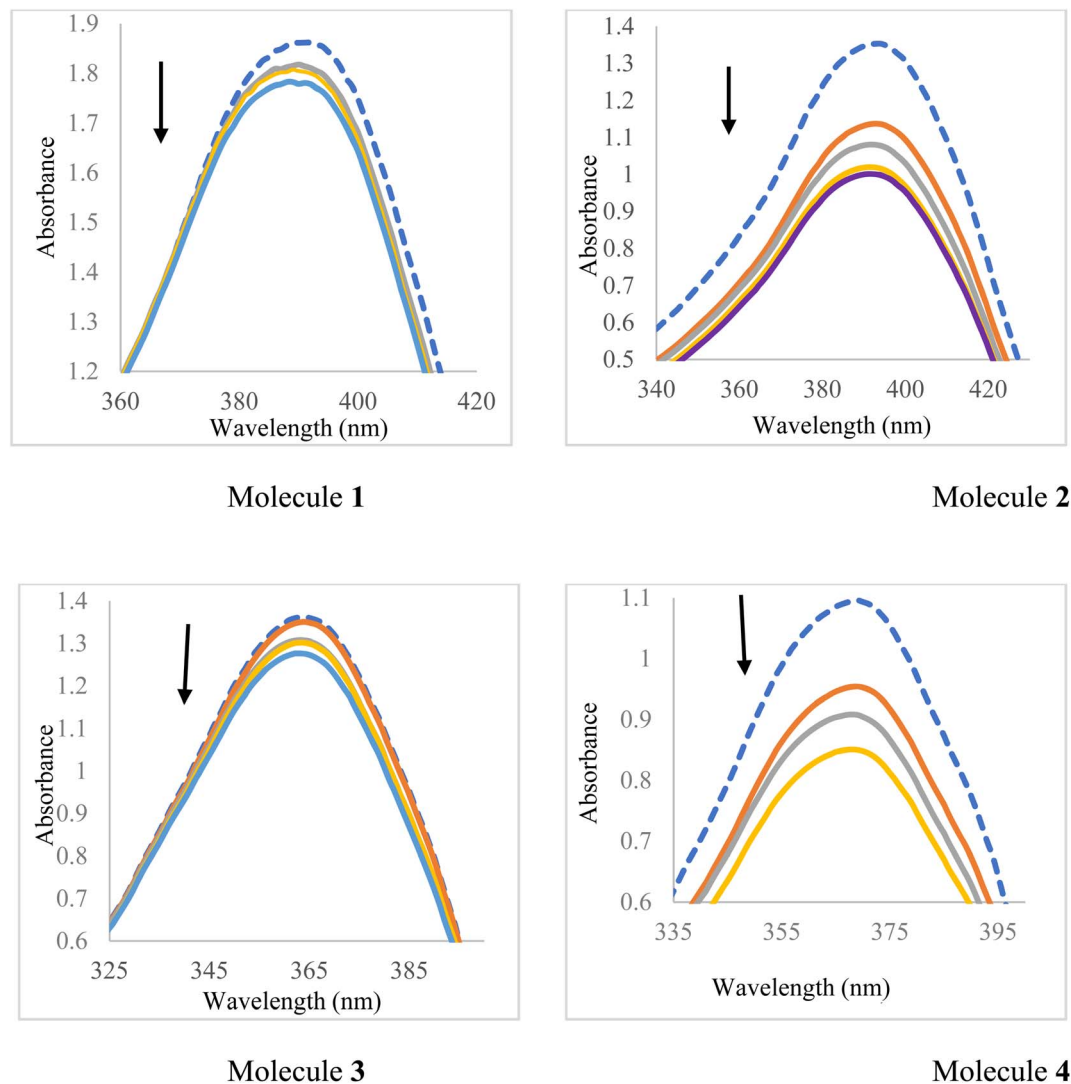 1.9
1.8
1.7
1.6
1.5
1.4
1.3
1.2
Absorbance
360 380 400 420
Wavelength (nm)
Molecule 1
1.4
1.3
1.2
1.1
1
0.9
0.8
0.7
0.6
0.5
Absorbance
340 360 380 400 420
Wavelength (nm)
Molecule 2
1.4
1.3
1.2
1.1
1
0.9
0.8
0.7
0.6
Absorbance
325 345 365 385
Wavelength (nm)
Molecule 3
1.1
1
0.9
0.8
0.7
0.6
Absorbance
335 355 375 395
Wavelength (nm)
Molecule 4